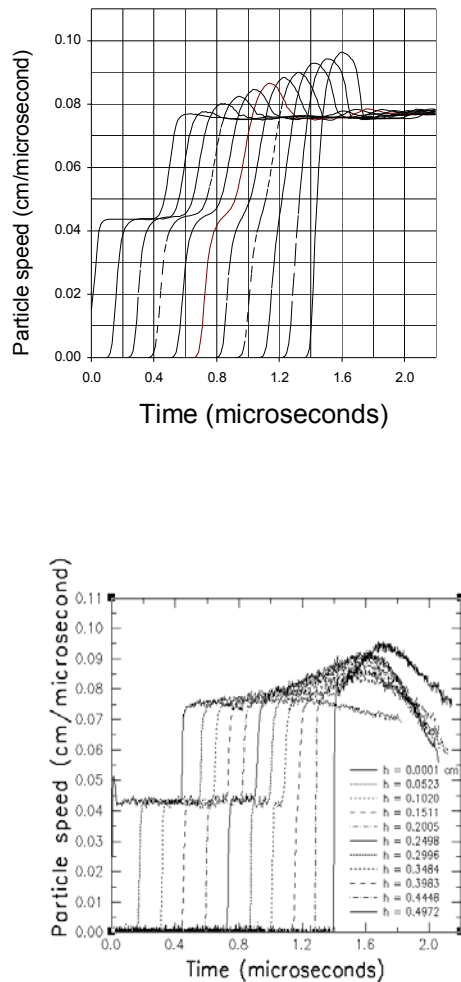 0.10
0.08
0.06
0.04
0.02
0.00
Particle speed (cm/microsecond)
0.0 0.4 0.8 1.2 1.6 2.0
Time (microseconds)
0.11
0.10
0.09
0.08
0.07
0.06
0.05
0.04
0.03
0.02
0.01
0.00
Particle speed (cm/microsecond)
h = 0.0001 cm
h = 0.0523
h = 0.1020
h = 0.1511
h = 0.2005
h = 0.2498
h = 0.2996
h = 0.3484
h = 0.3983
h = 0.4448
h = 0.4972
0.0 0.4 0.8 1.2 1.6 2.0
Time (microseconds)